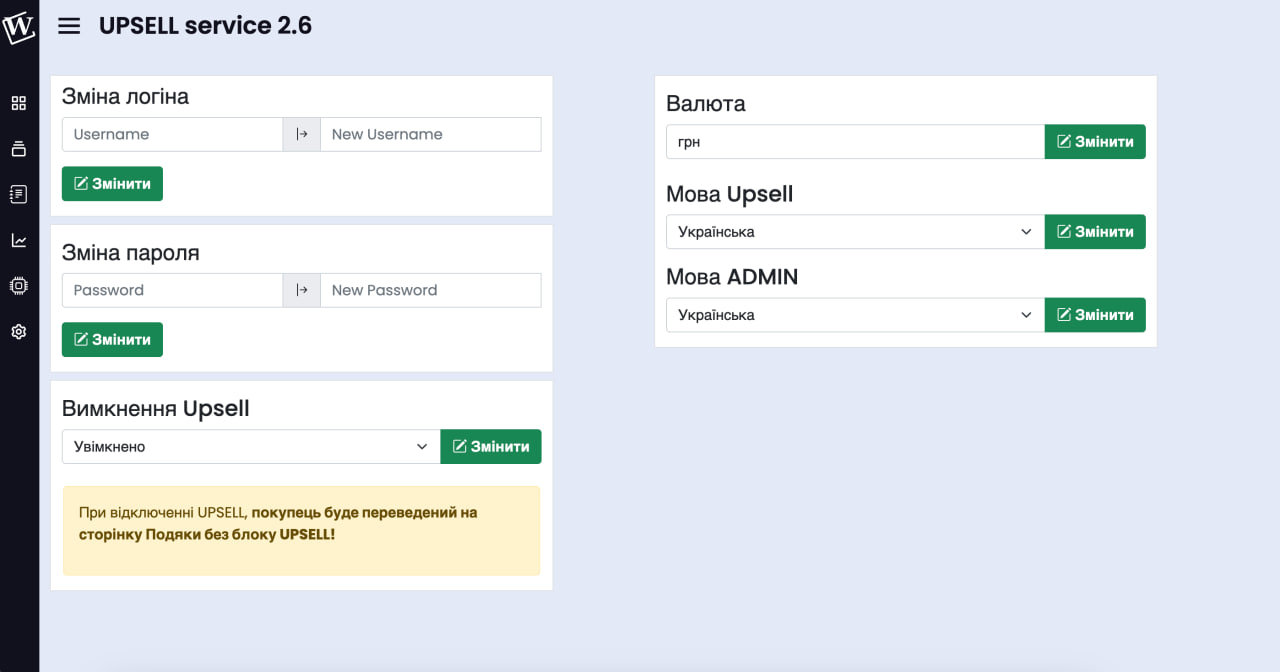 W
UPSELL service 2.6
Зміна логіна
Username
New Username
Змінити
Зміна пароля
Password
New Password
Змінити
Вимкнення Upsell
Увімкнено
Змінити
При відключенні UPSELL, покупець буде переведений на
сторінку Подяки без блоку UPSELL!
Валюта
грн
Змінити
Мова Upsell
Українська
Змінити
Мова ADMIN
Українська
Змінити